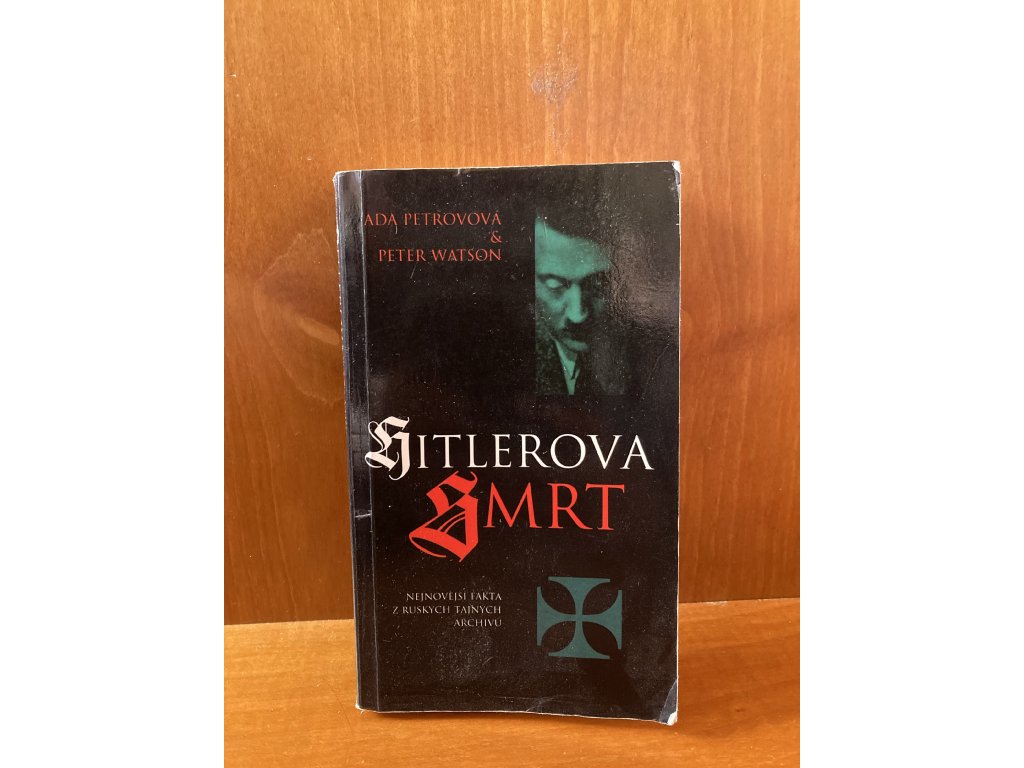 ADA PETROVOVÁ
&
PETER WATSON
HITLEROVA
SMRT
NEJNOVĚJŠÍ FAKTA
Z RUSKÝCH TAJNÝCH
ARCHIVŮ